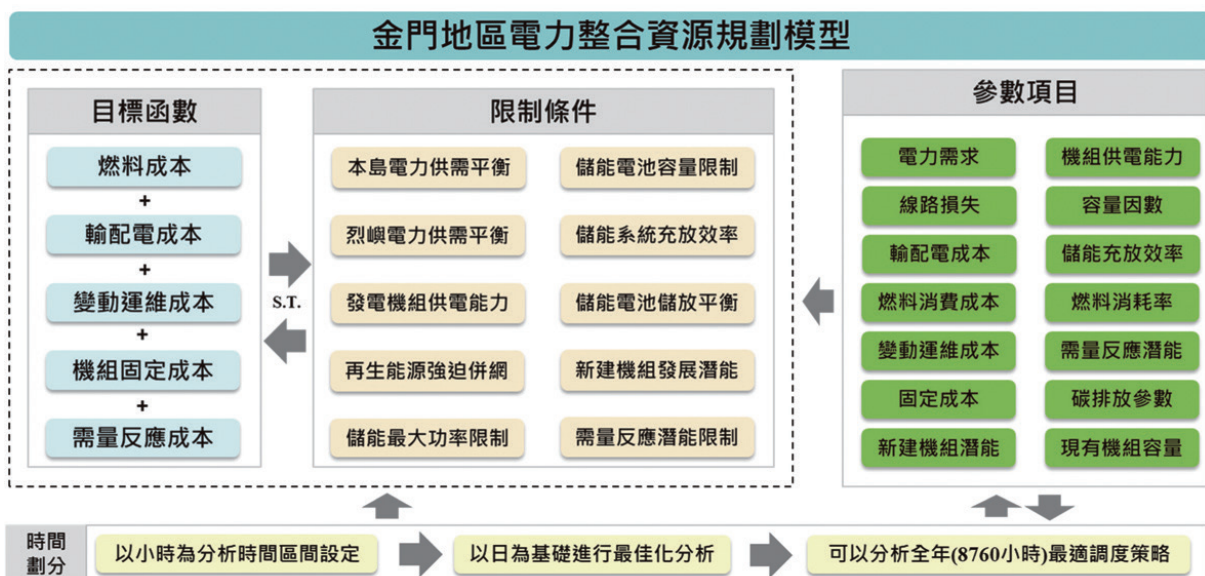 金門地區電力整合資源規劃模型
目標函數
燃料成本
+
輸配電成本
+
變動運維成本
+
機組固定成本
+
需量反應成本
S.T.
限制條件
本島電力供需平衡
儲能電池容量限制
烈嶼電力供需平衡
儲能系統充放效率
發電機組供電能力
儲能電池儲放平衡
再生能源強迫併網
新建機組發展潛能
儲能最大功率限制
需量反應潛能限制
參數項目
電力需求
機組供電能力
線路損失
容量因數
輸配電成本
儲能充放效率
燃料消費成本
燃料消耗率
變動運維成本
需量反應潛能
固定成本
碳排放參數
新建機組潛能
現有機組容量
時間
劃分
以小時為分析時間區間設定
以日為基礎進行最佳化分析
可以分析全年(8760小時)最適調度策略